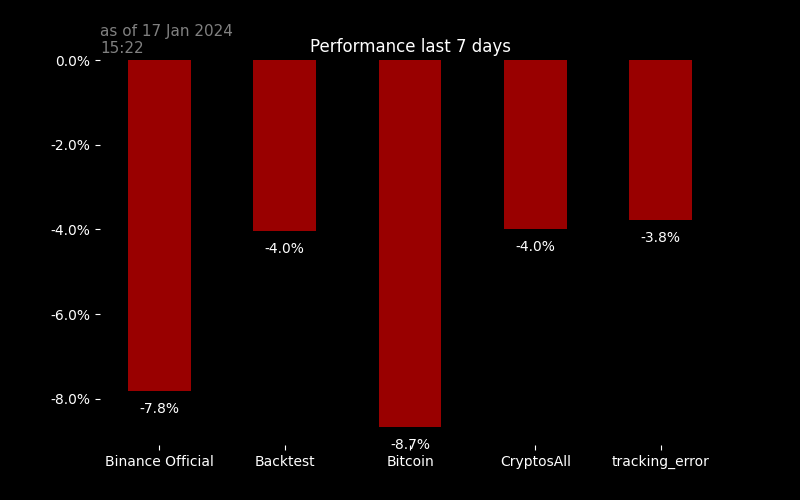 as of 17 Jan 2024
15:22
Performance last 7 days
0.0%
-2.0%
-4.0%
-6.0%
-8.0%
-7.8%
-4.0%
-8.7%
-4.0%
-3.8%
Binance Official
Backtest
Bitcoin
CryptosAll
tracking_error